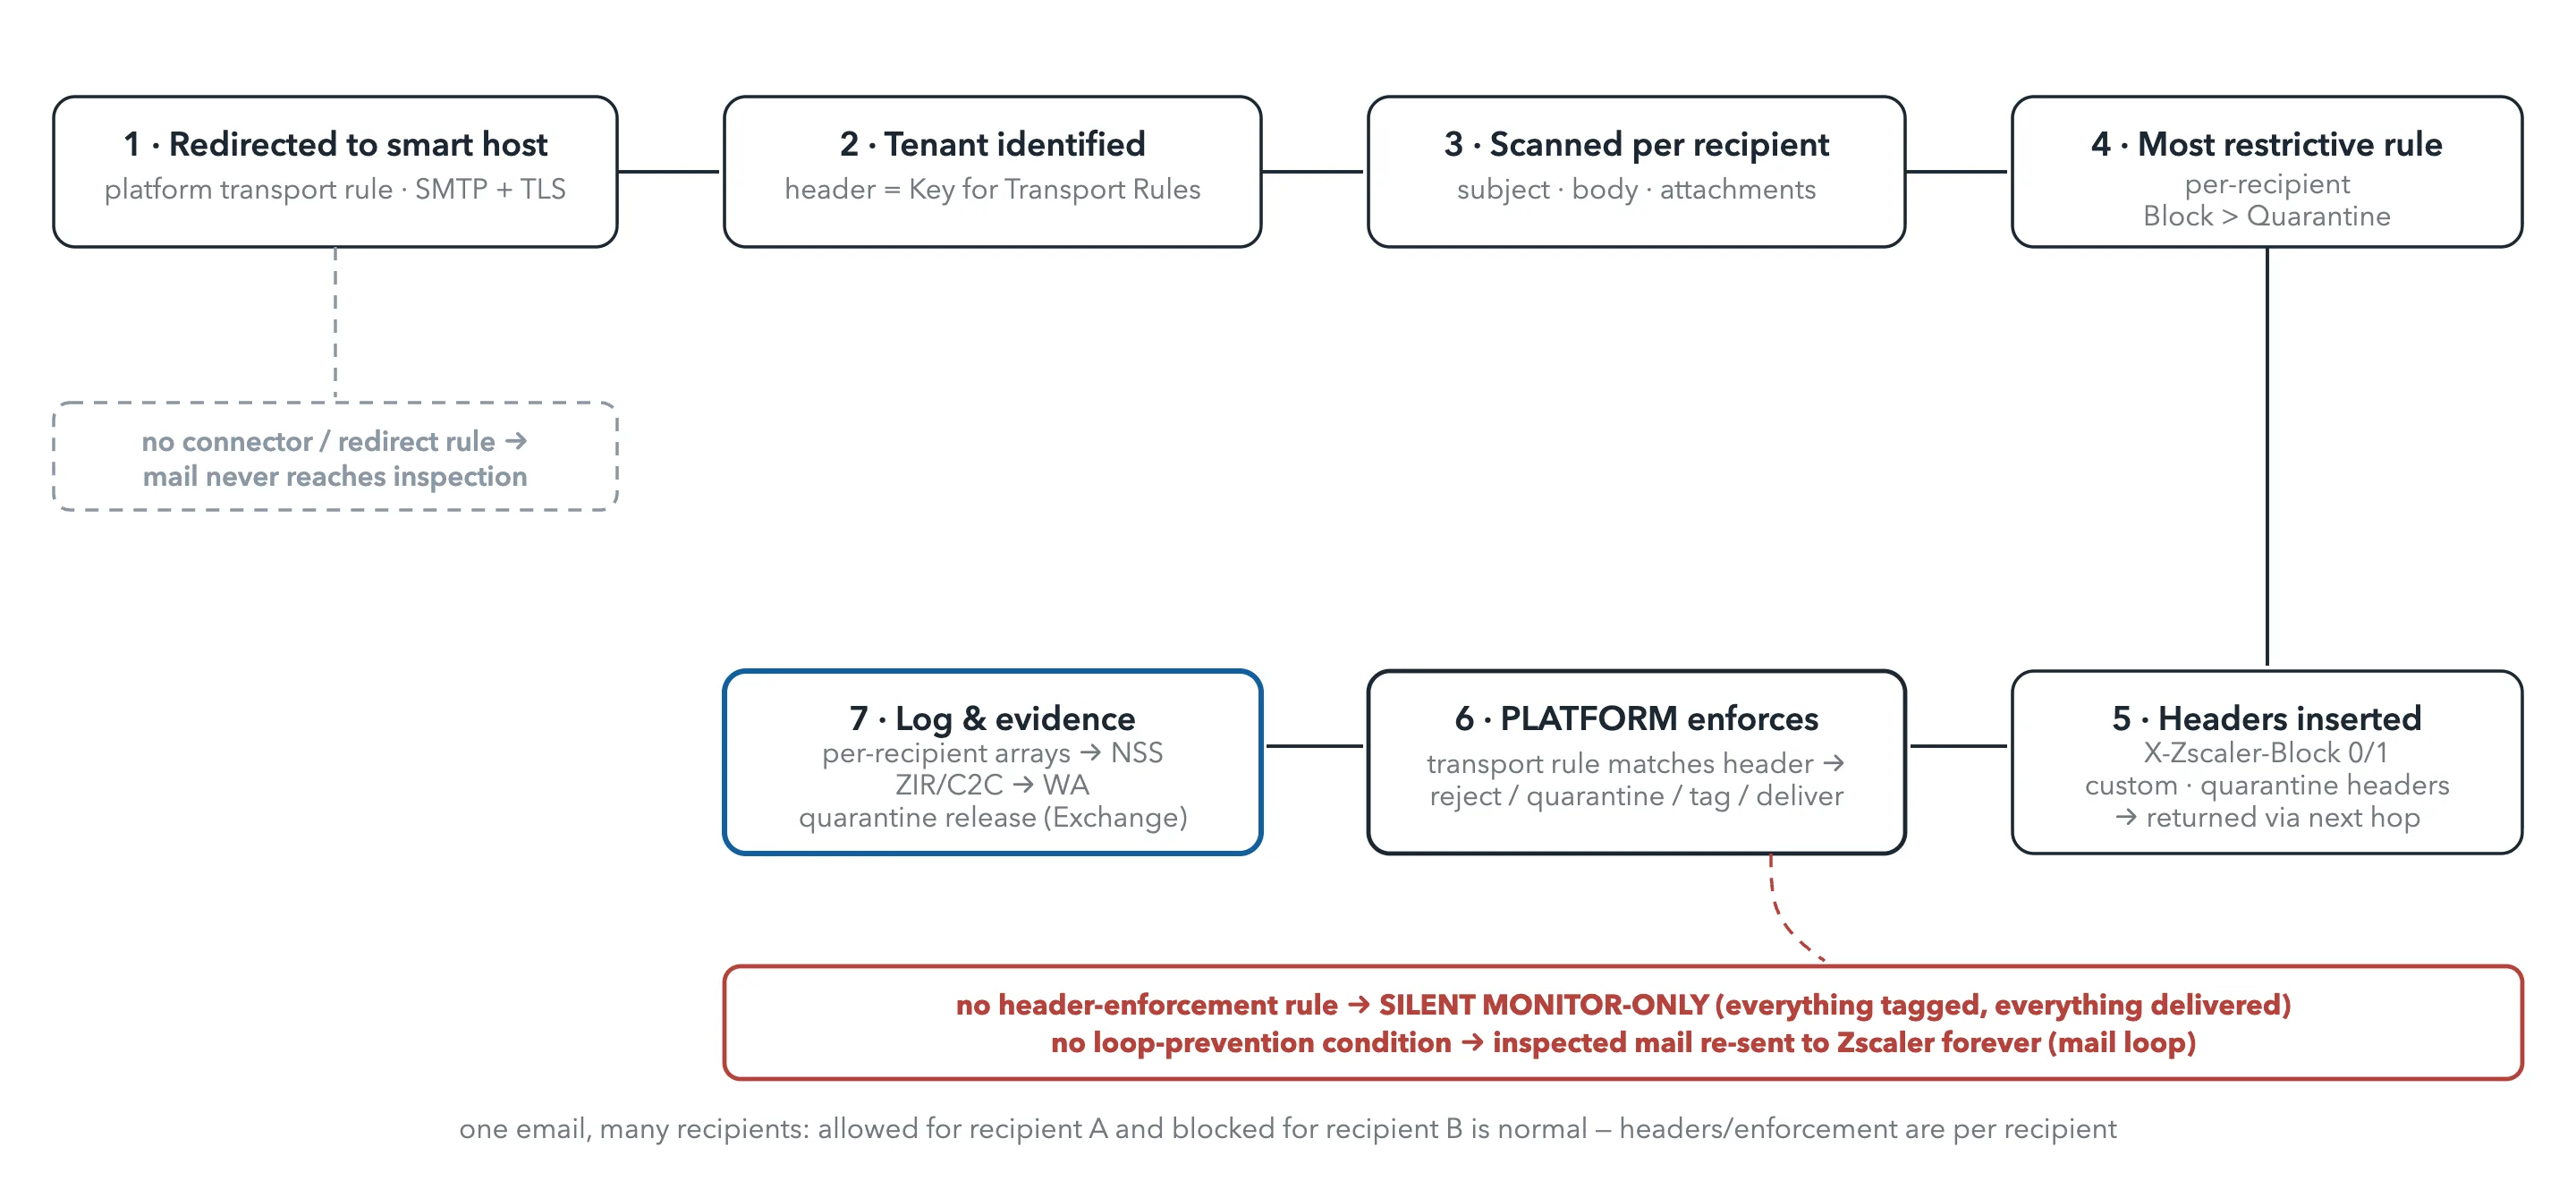 1 · Redirected to smart host
platform transport rule · SMTP + TLS
2 · Tenant identified
header = Key for Transport Rules
3 · Scanned per recipient
subject · body · attachments
4 · Most restrictive rule
per-recipient
Block > Quarantine
no connector / redirect rule →
mail never reaches inspection
5 · Headers inserted
X-Zscaler-Block 0/1
custom · quarantine headers
→ returned via next hop
6 · PLATFORM enforces
transport rule matches header →
reject / quarantine / tag / deliver
7 · Log & evidence
per-recipient arrays → NSS
ZIR/C2C → WA
quarantine release (Exchange)
no header-enforcement rule → SILENT MONITOR-ONLY (everything tagged, everything delivered)
no loop-prevention condition → inspected mail re-sent to Zscaler forever (mail loop)
one email, many recipients: allowed for recipient A and blocked for recipient B is normal – headers/enforcement are per recipient